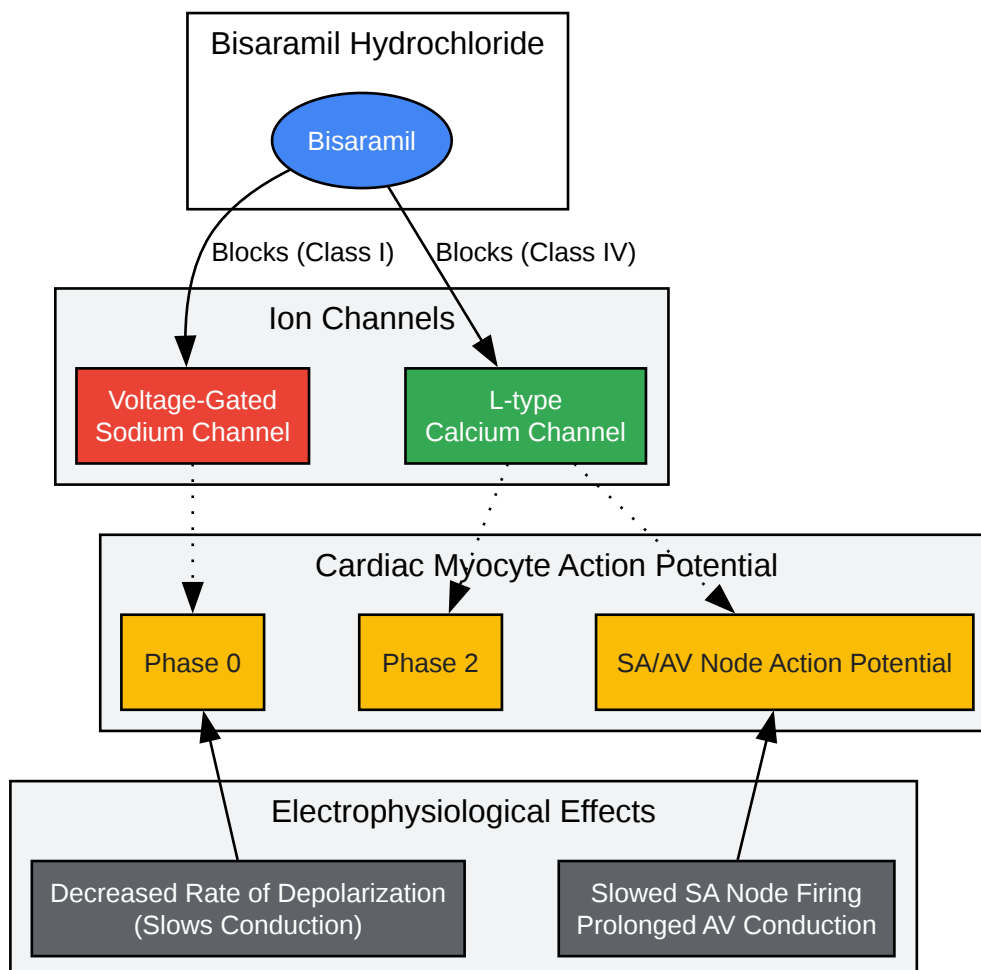 Bisaramil Hydrochloride
Bisaramil
Blocks (Class I)
Blocks (Class IV)
Ion Channels
Voltage-Gated
Sodium Channel
L-type
Calcium Channel
Cardiac Myocyte Action Potential
Phase 0
Phase 2
SA/AV Node Action Potential
Electrophysiological Effects
Decreased Rate of Depolarization
(Slows Conduction)
Slowed SA Node Firing
Prolonged AV Conduction